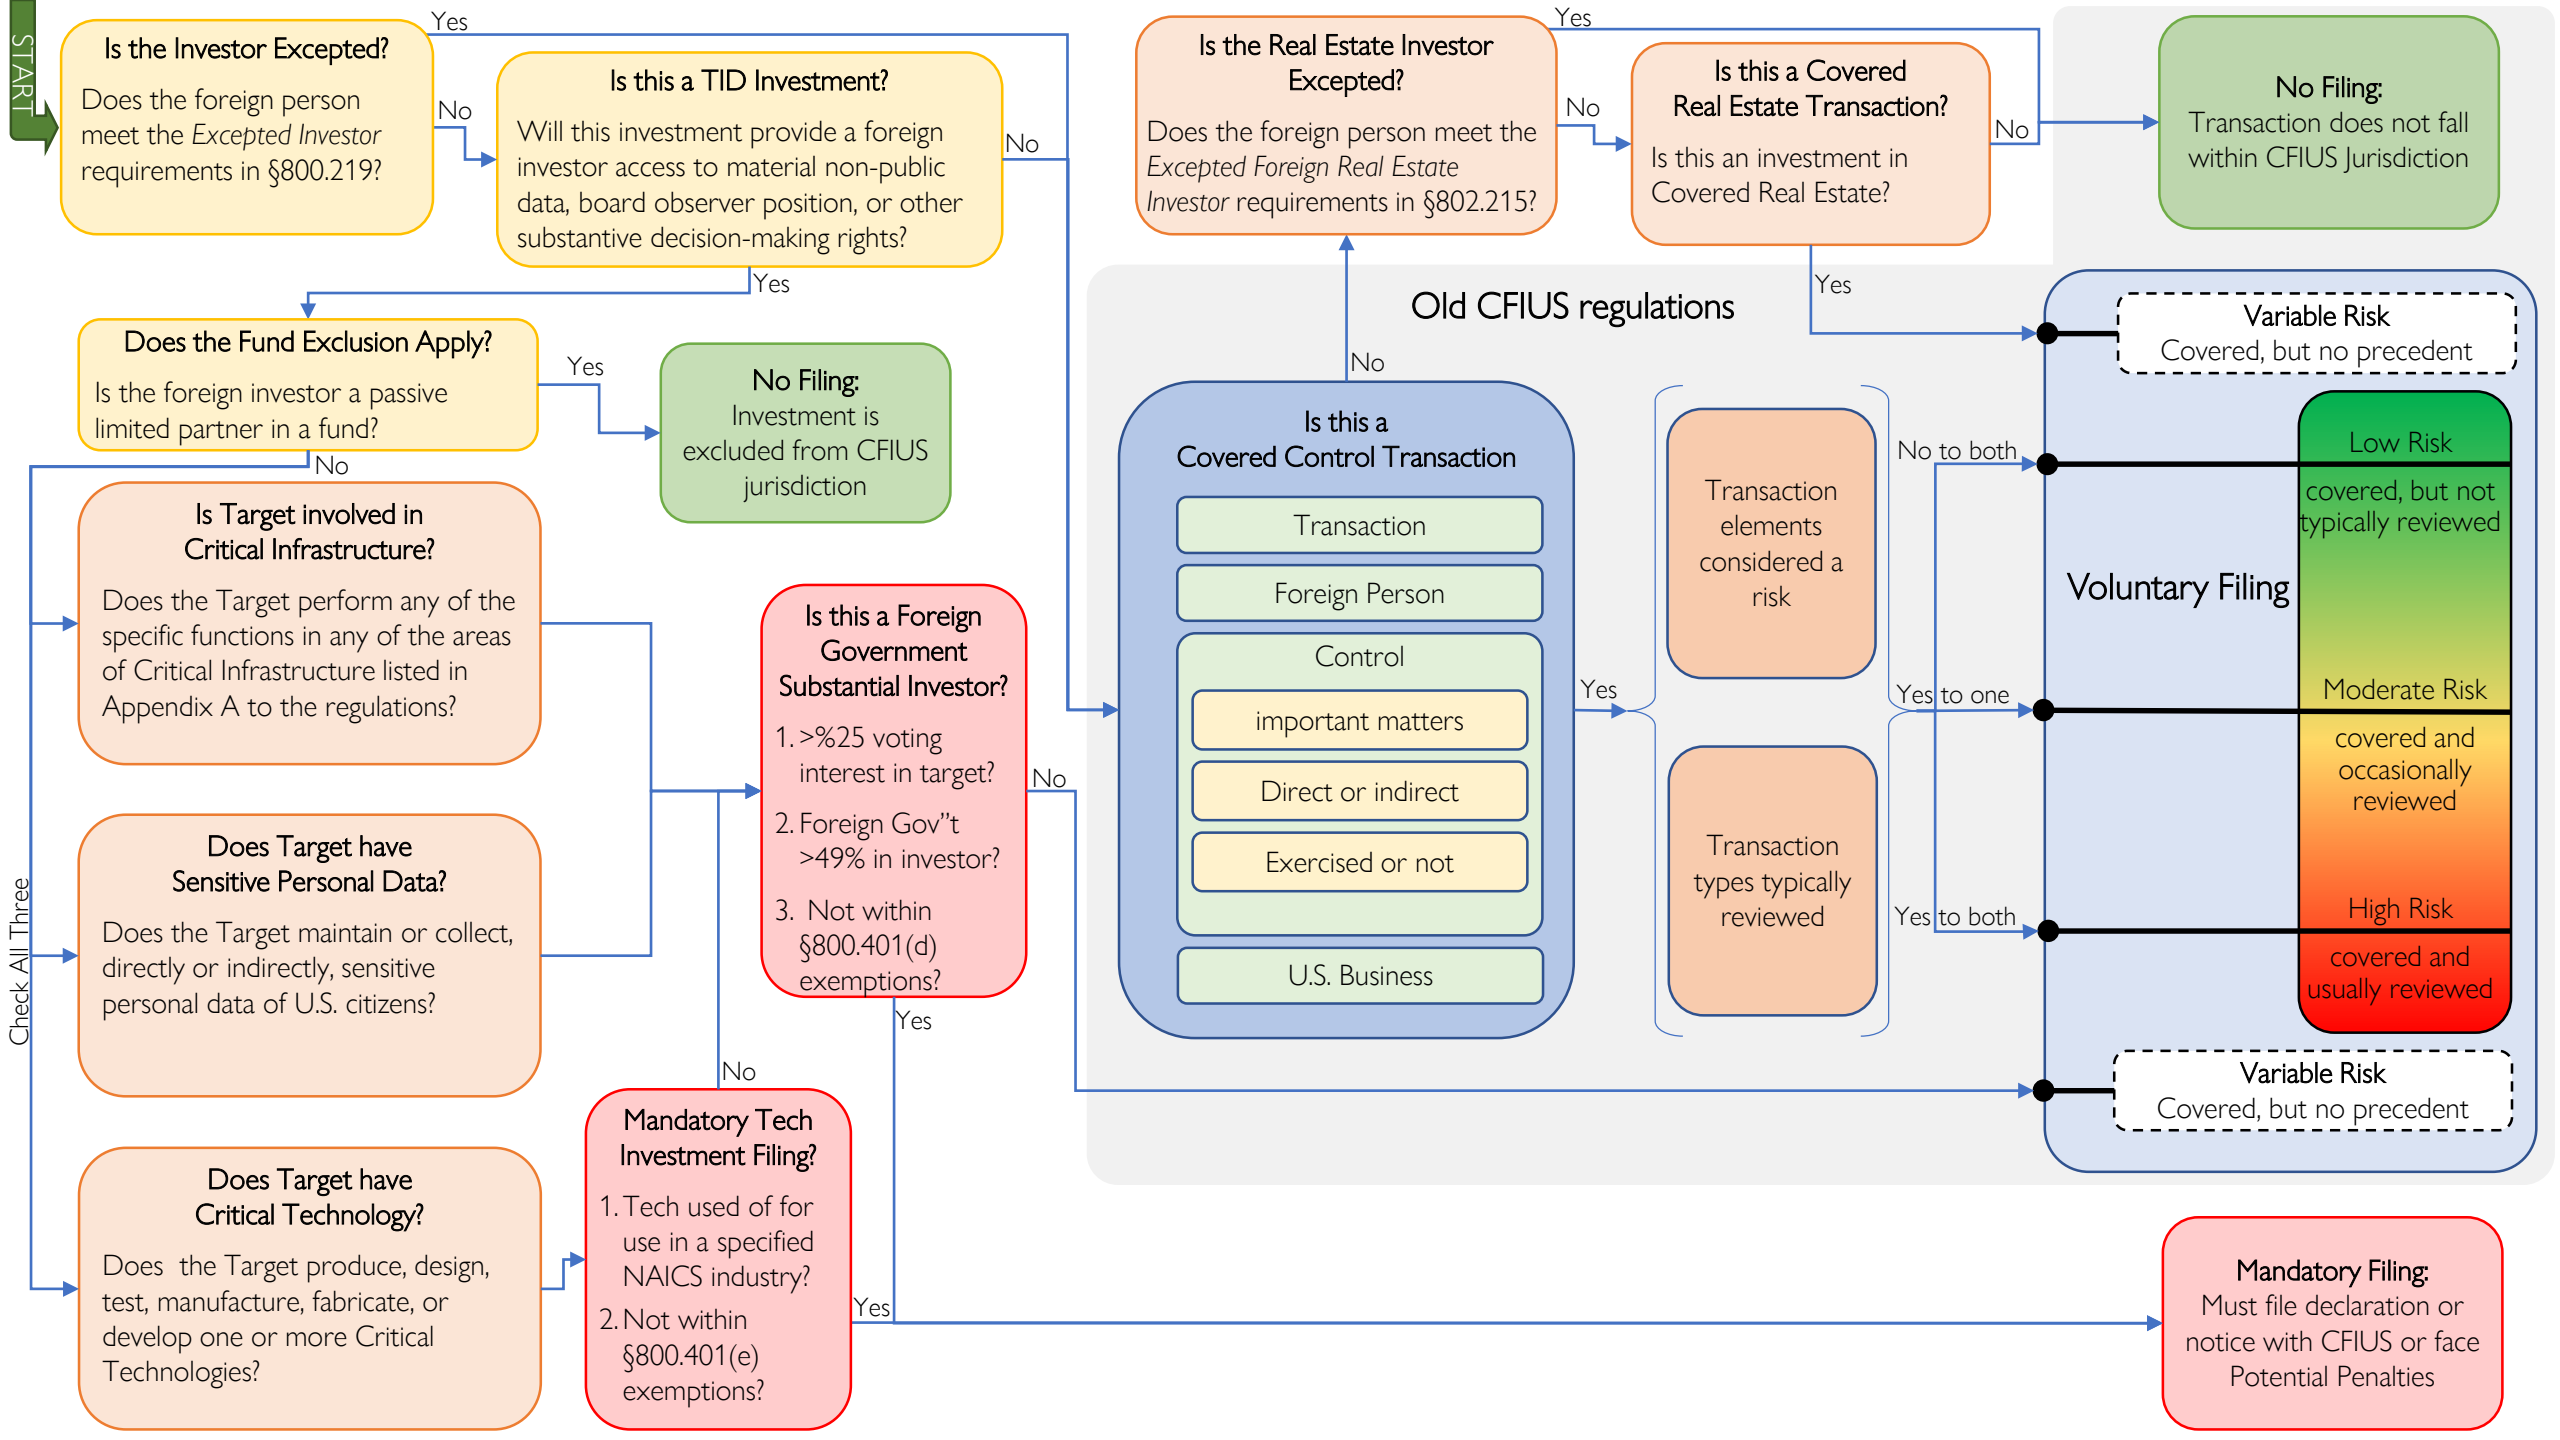 START
Is the Investor Excepted?
Does the foreign person
meet the Excepted Investor
requirements in §800.219?
Yes
No
Is this a TID Investment?
Will this investment provide a foreign
investor access to material non-public
data, board observer position, or other
substantive decision-making rights?
No
Yes
Does the Fund Exclusion Apply?
Is the foreign investor a passive
limited partner in a fund?
Yes
No
No Filing:
Investment is
excluded from CFIUS
jurisdiction
Check All Three
Is Target involved in
Critical Infrastructure?
Does the Target perform any of the
specific functions in any of the areas
of Critical Infrastructure listed in
Appendix A to the regulations?
Does Target have
Sensitive Personal Data?
Does the Target maintain or collect,
directly or indirectly, sensitive
personal data of U.S. citizens?
Does Target have
Critical Technology?
Does  the Target produce, design,
test, manufacture, fabricate, or
develop one or more Critical
Technologies?
Mandatory Tech
Investment Filing?
1. Tech used of for
use in a specified
NAICS industry?
2. Not within
§800.401(e)
exemptions?
No
Yes
Is this a Foreign
Government
Substantial Investor?
1. >%25 voting
interest in target?
2. Foreign Gov"t
>49% in investor?
3.  Not within
§800.401(d)
exemptions?
No
Yes
Is the Real Estate Investor
Excepted?
Does the foreign person meet the
Excepted Foreign Real Estate
Investor requirements in §802.215?
Yes
No
Is this a Covered
Real Estate Transaction?
Is this an investment in
Covered Real Estate?
No
Yes
No Filing:
Transaction does not fall
within CFIUS Jurisdiction
Old CFIUS regulations
No
Is this a
Covered Control Transaction
Transaction
Foreign Person
Control
important matters
Direct or indirect
Exercised or not
U.S. Business
Yes
Transaction
elements
considered a
risk
Transaction
types typically
reviewed
No to both
Yes to one
Yes to both
Voluntary Filing
Variable Risk
Covered, but no precedent
Low Risk
covered, but not
typically reviewed
Moderate Risk
covered and
occasionally
reviewed
High Risk
covered and
usually reviewed
Variable Risk
Covered, but no precedent
Mandatory Filing:
Must file declaration or
notice with CFIUS or face
Potential Penalties